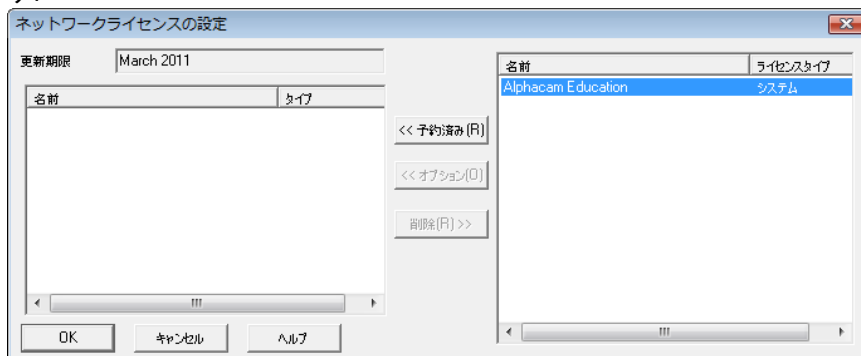 ネットワークライセンスの設定
更新期限 March 2011
名前 タイプ
<< 予約済み(R)
<< オプション(O)
削除(R) >>
名前 ライセンスタイプ
Alphacam Education システム
OK キャンセル ヘルプ